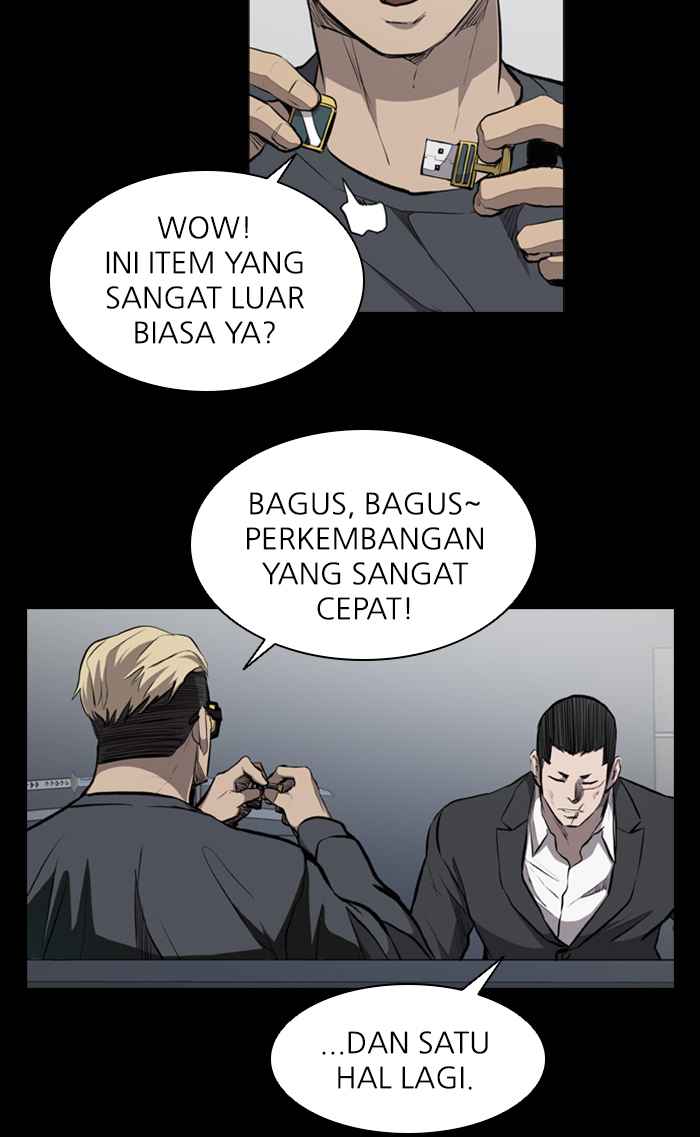 WOW!
INI ITEM YANG
SANGAT LUAR
BIASA YA?
BAGUS, BAGUS~
PERKEMBANGAN
YANG SANGAT
CEPAT!
...DAN SATU
HAL LAGI.